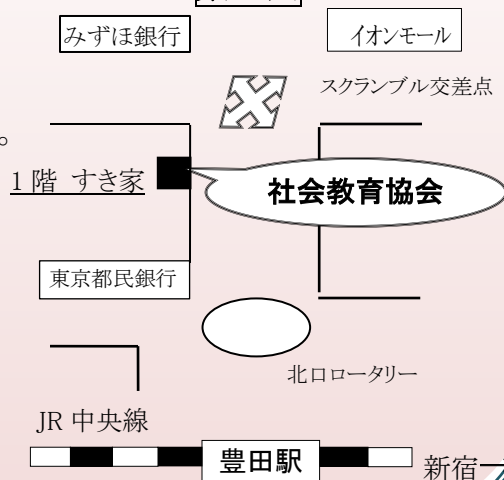 みずほ銀行
イオンモール
スクランブル交差点
。
1階 すき家
社会教育協会
東京都民銀行
北口ロータリー
JR 中央線
豊田駅
新宿